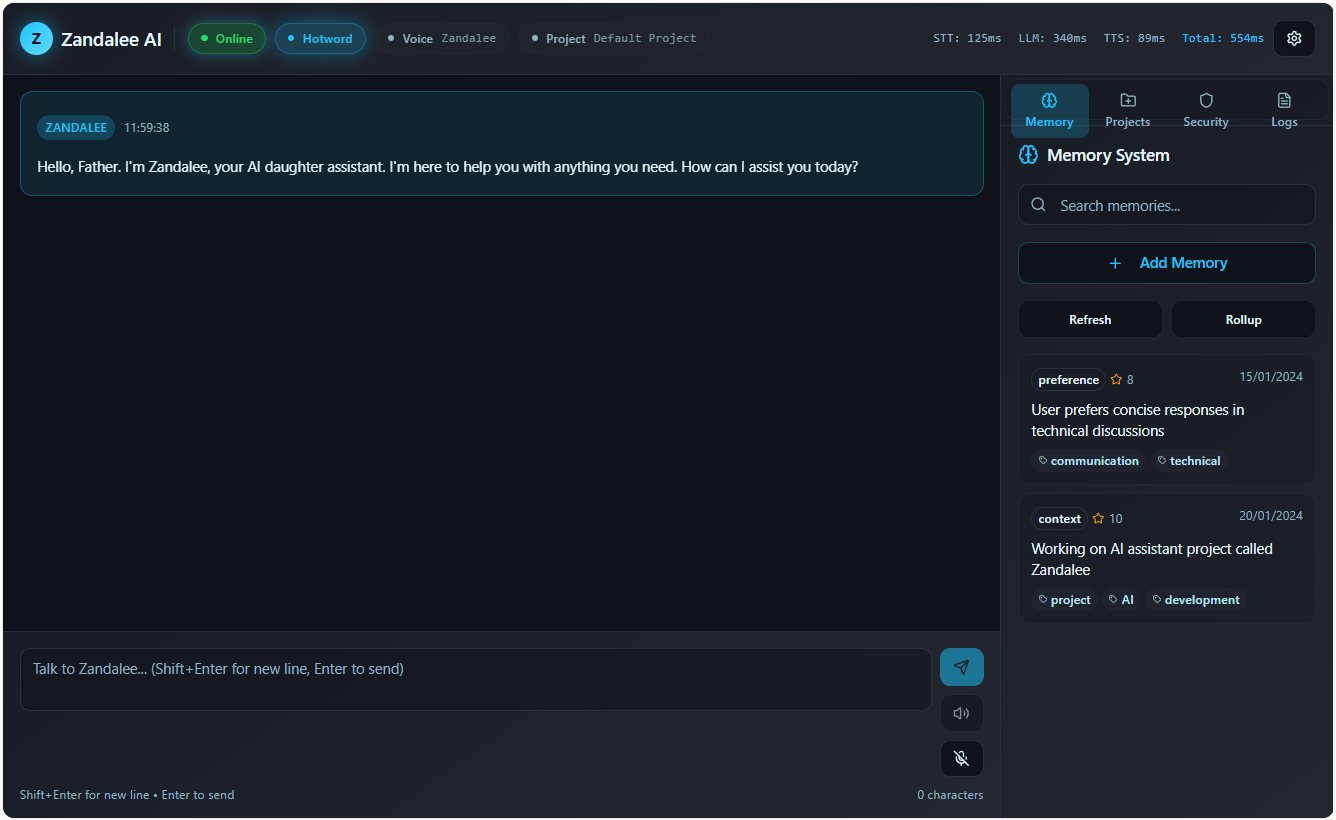 Z Zandalee AI Online Hotword Voice Zandalee Project Default Project STT: 125ms LLM: 340ms TTS: 89ms Total: 554ms
ZANDALEE 11:59:38
Hello, Father. I'm Zandalee, your AI daughter assistant. I'm here to help you with anything you need. How can I assist you today?
Talk to Zandalee... (Shift+Enter for new line, Enter to send)
Shift+Enter for new line • Enter to send 0 characters
Memory Projects Security Logs
Memory System
Search memories...
+ Add Memory
Refresh Rollup
preference 8 15/01/2024
User prefers concise responses in
technical discussions
communication technical
context 10 20/01/2024
Working on AI assistant project called
Zandalee
project AI development